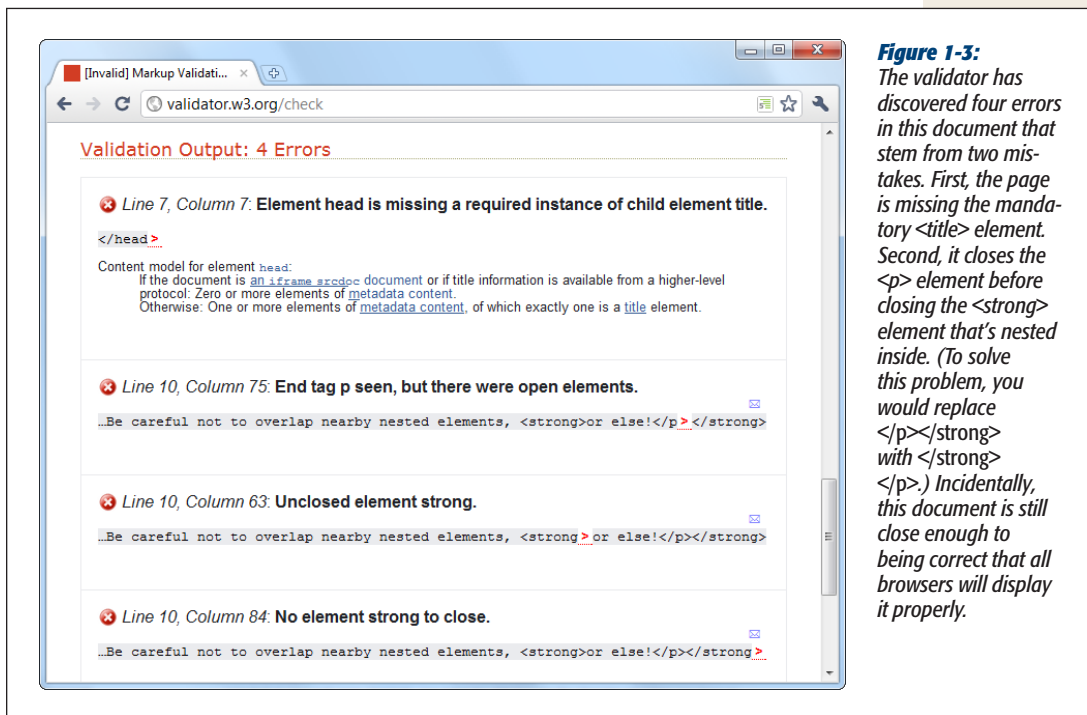 [Invalid] Markup Validati...
validator.w3.org/check
Validation Output: 4 Errors
Line 7, Column 7: Element head is missing a required instance of child element title.
</head>
Content model for element head:
If the document is an iframe srcdoc document or if title information is available from a higher-level
protocol: Zero or more elements of metadata content.
Otherwise: One or more elements of metadata content, of which exactly one is a title element.
Line 10, Column 75: End tag p seen, but there were open elements.
…Be careful not to overlap nearby nested elements, <strong>or else!</p></strong>
Line 10, Column 63: Unclosed element strong.
…Be careful not to overlap nearby nested elements, <strong>or else!</p></strong>
Line 10, Column 84: No element strong to close.
…Be careful not to overlap nearby nested elements, <strong>or else!</p></strong>
Figure 1-3:
The validator has
discovered four errors
in this document that
stem from two mis-
takes. First, the page
is missing the manda-
tory <title> element.
Second, it closes the
<p> element before
closing the <strong>
element that's nested
inside. (To solve
this problem, you
would replace
</p></strong>
with </strong>
</p>.) Incidentally,
this document is still
close enough to
being correct that all
browsers will display
it properly.